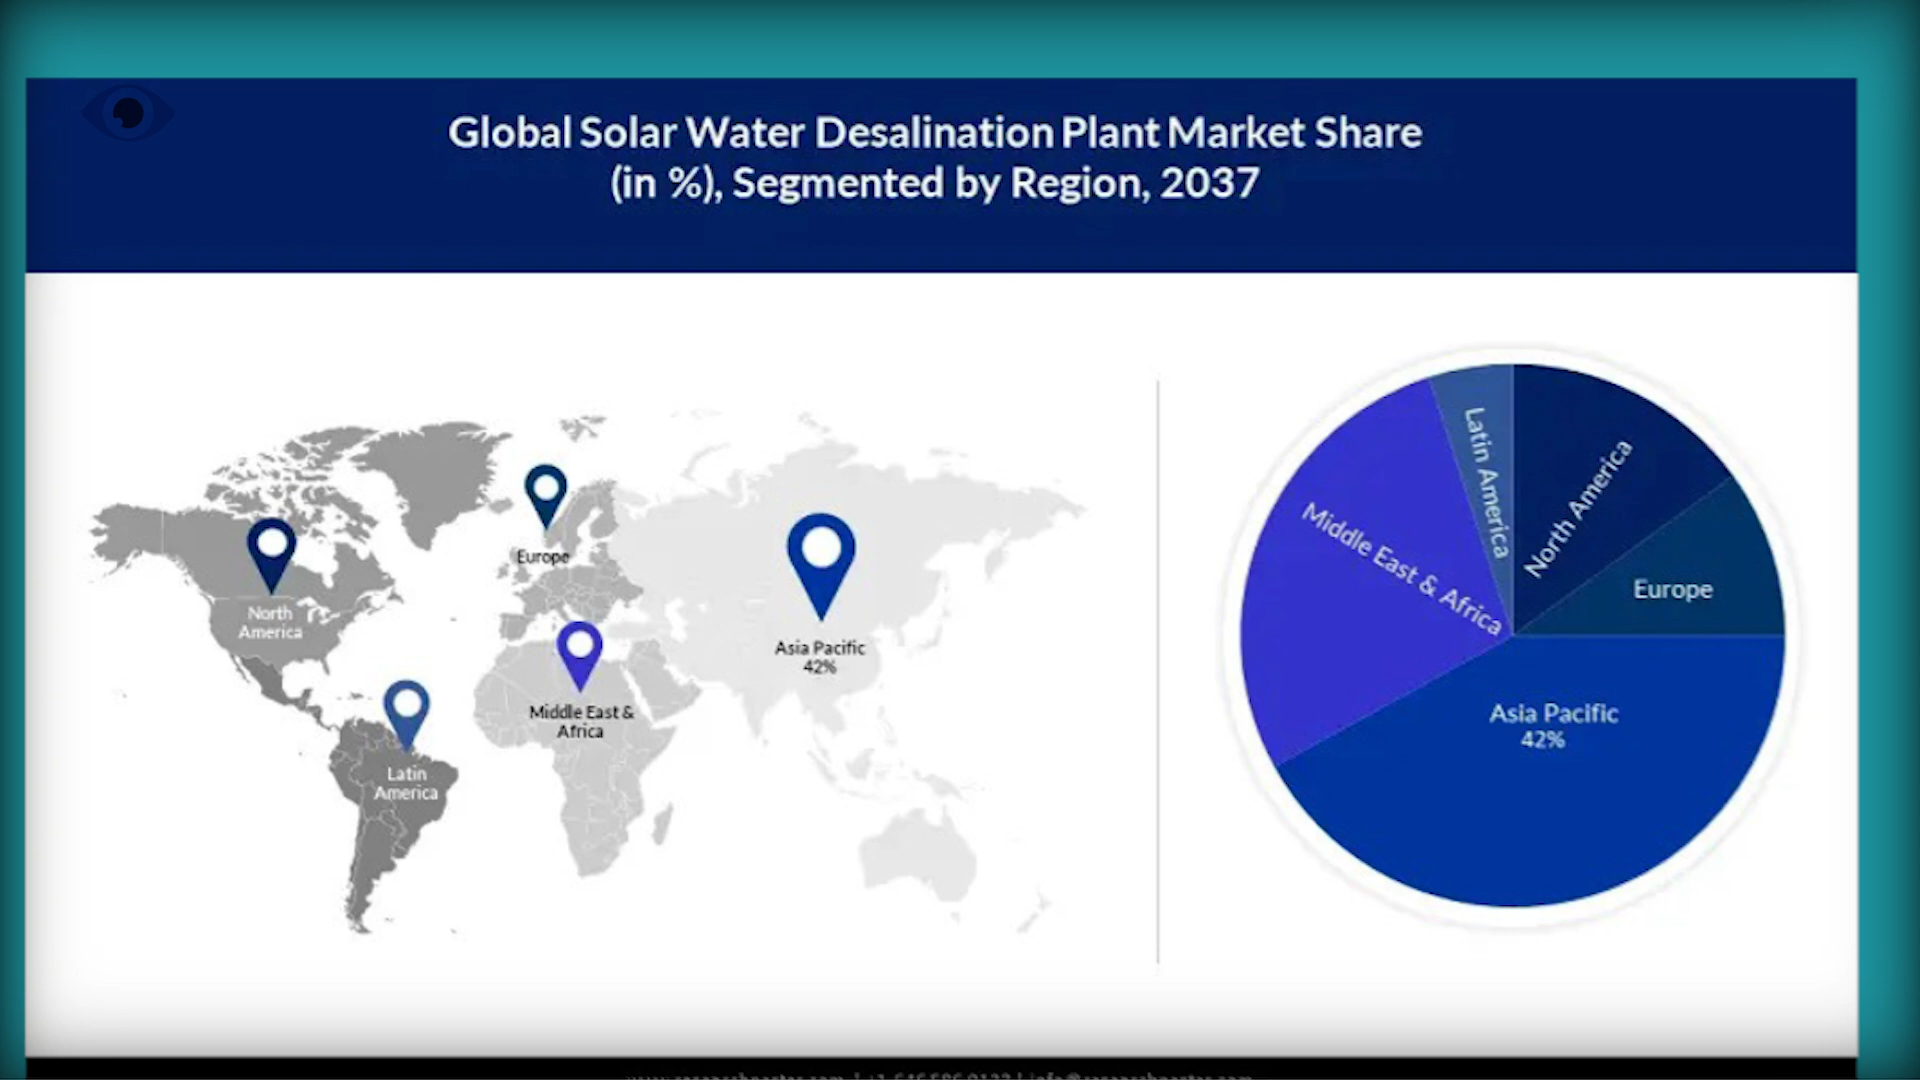 Global Solar Water Desalination Plant Market Share
(in %), Segmented by Region, 2037
Europe
North
America
Asia Pacific
42%
Middle East &
Africa
Latin
America
Latin America
North America
Middle East & Africa
Europe
Asia Pacific
42%